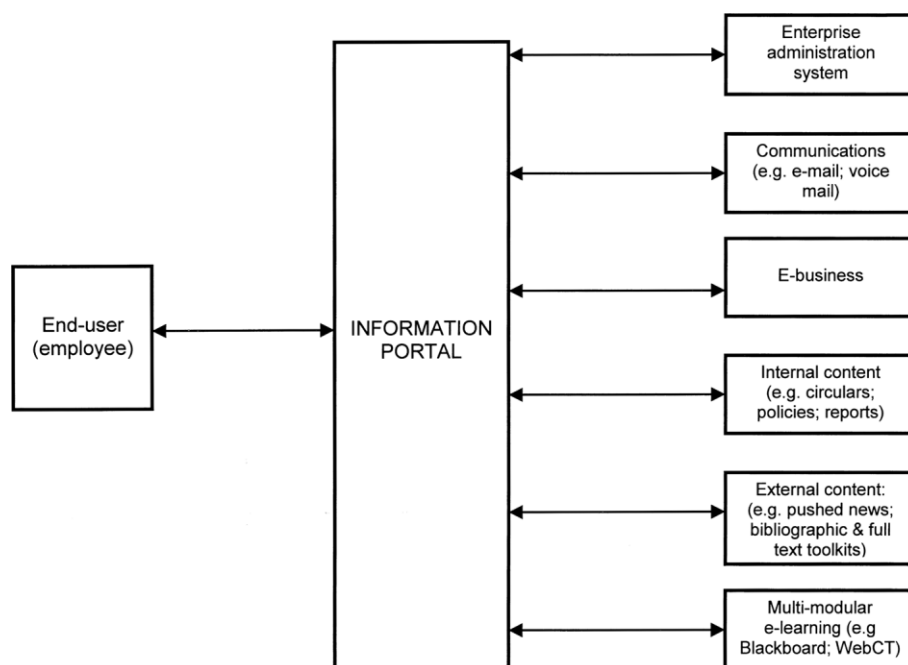 Enterprise
administration
system
Communications
(e.g. e-mail; voice
mail)
E-business
End-user
(employee)
INFORMATION
PORTAL
Internal content
(e.g. circulars;
policies; reports)
External content:
(e.g. pushed news;
bibliographic & full
text toolkits)
Multi-modular
e-learning (e.g
Blackboard; WebCT)